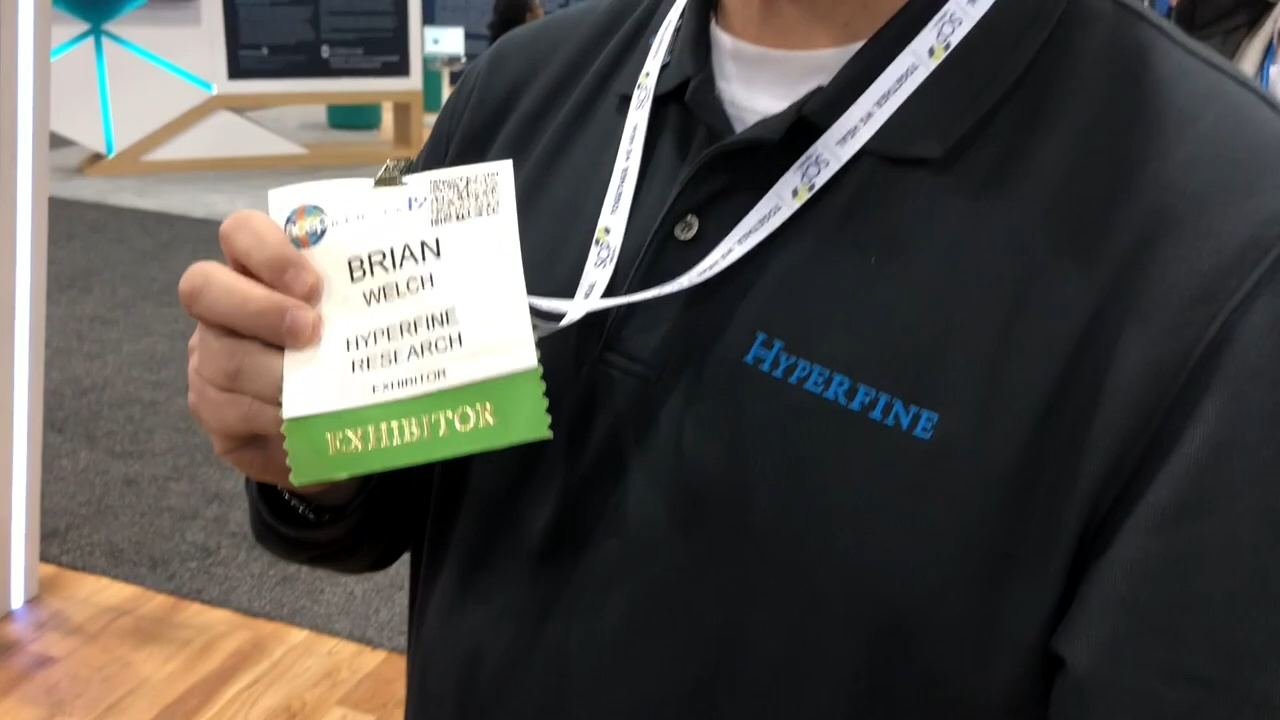 BRIAN
WELCH
HYPERFINE
RESEARCH
EXHIBITOR
EXHIBITOR
HYPERFINE